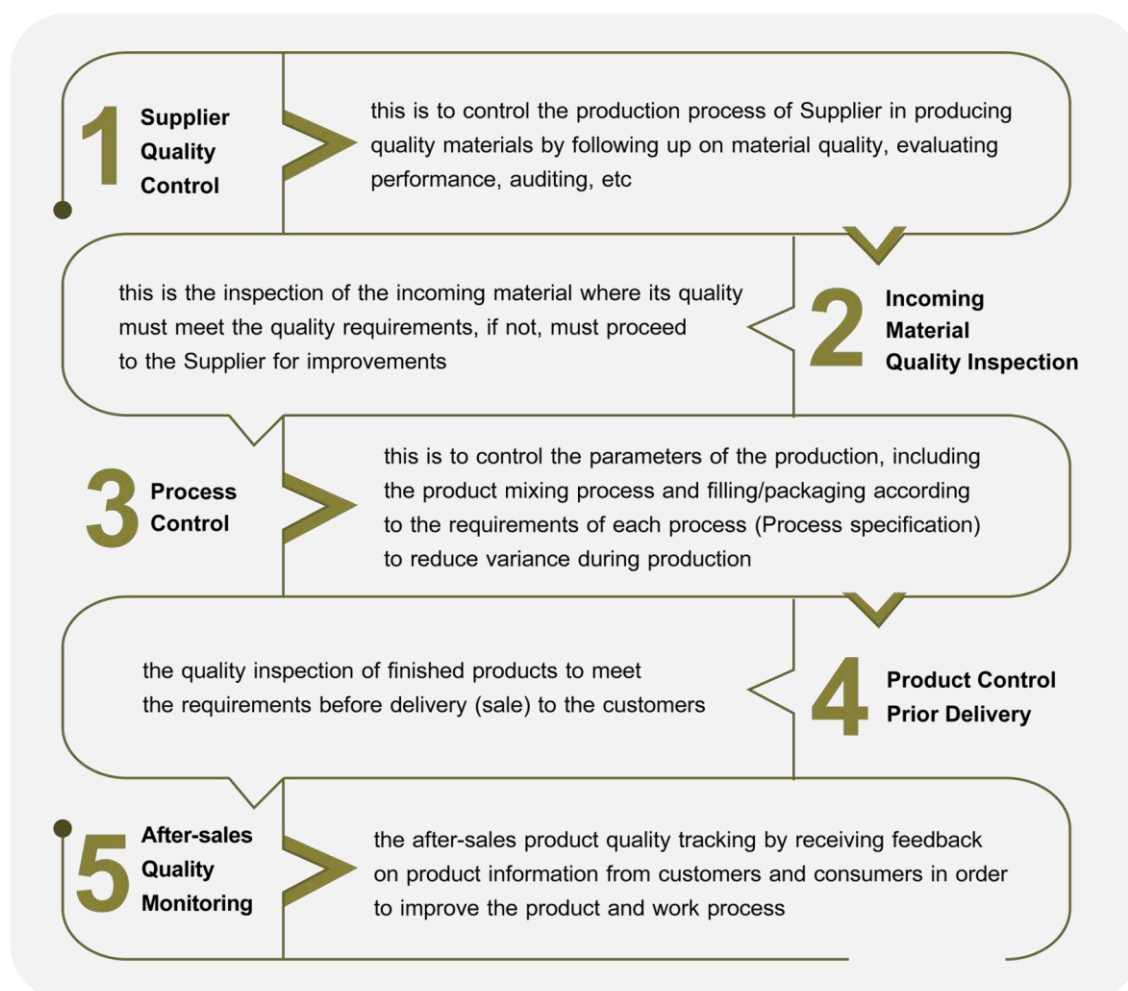 1
Supplier
Quality
Control
this is to control the production process of Supplier in producing
quality materials by following up on material quality, evaluating
performance, auditing, etc
2
Incoming
Material
Quality Inspection
this is the inspection of the incoming material where its quality
must meet the quality requirements, if not, must proceed
to the Supplier for improvements
3
Process
Control
this is to control the parameters of the production, including
the product mixing process and filling/packaging according
to the requirements of each process (Process specification)
to reduce variance during production
4
Product Control
Prior Delivery
the quality inspection of finished products to meet
the requirements before delivery (sale) to the customers
5
After-sales
Quality
Monitoring
the after-sales product quality tracking by receiving feedback
on product information from customers and consumers in order
to improve the product and work process